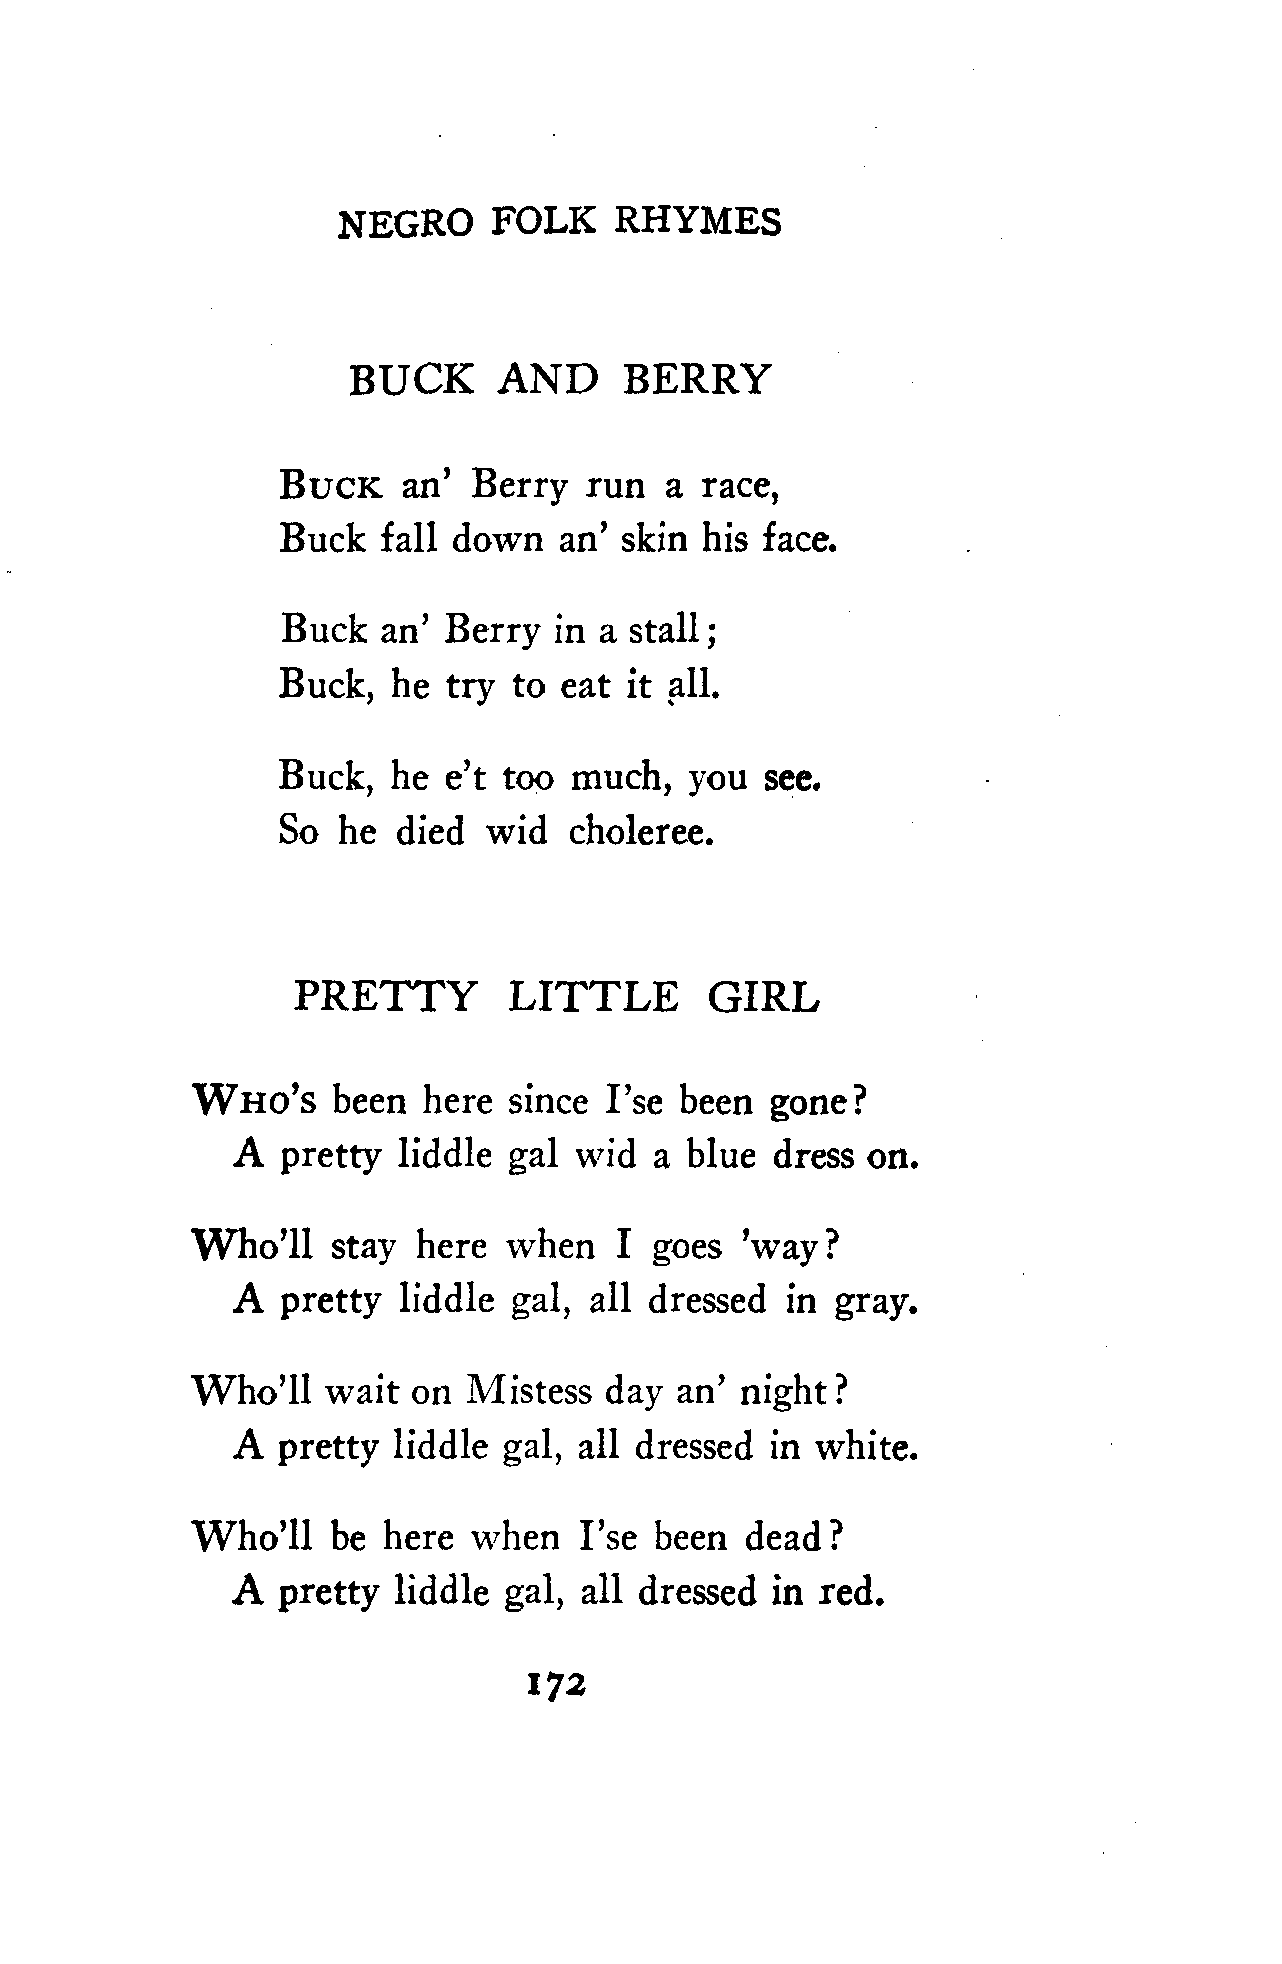 NEGRO FOLK RHYMES
BUCK AND BERRY
BUCK an' Berry run a race,
Buck fall down an' skin his face.
Buck an' Berry in a stall;
Buck, he try to eat it all.
Buck, he e't too much, you see.
So he died wid choleree.
PRETTY LITTLE GIRL
WHO'S been here since I'se been gone?
A pretty liddle gal wid a blue dress on.
Who'll stay here when I goes 'way?
A pretty liddle gal, all dressed in gray.
Who'll wait on Mistess day an' night?
A pretty liddle gal, all dressed in white.
Who'll be here when I'se been dead?
A pretty liddle gal, all dressed in red.
172